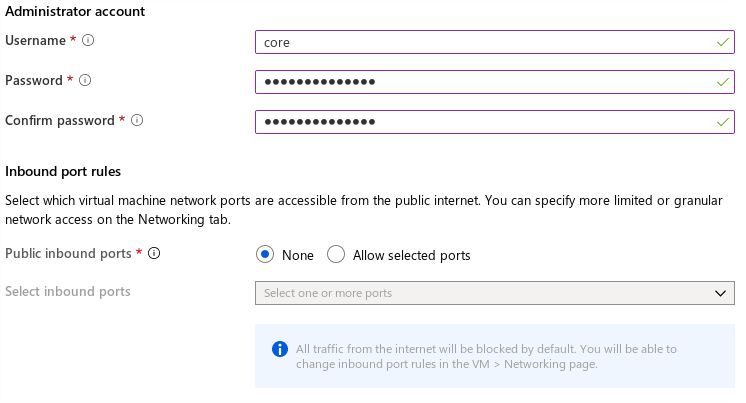 Administrator account
Username *
core
Password *
••••••••••••••
Confirm password *
••••••••••••••
Inbound port rules
Select which virtual machine network ports are accessible from the public internet. You can specify more limited or granular
network access on the Networking tab.
Public inbound ports *
None
Allow selected ports
Select inbound ports
Select one or more ports
All traffic from the internet will be blocked by default. You will be able to
change inbound port rules in the VM > Networking page.